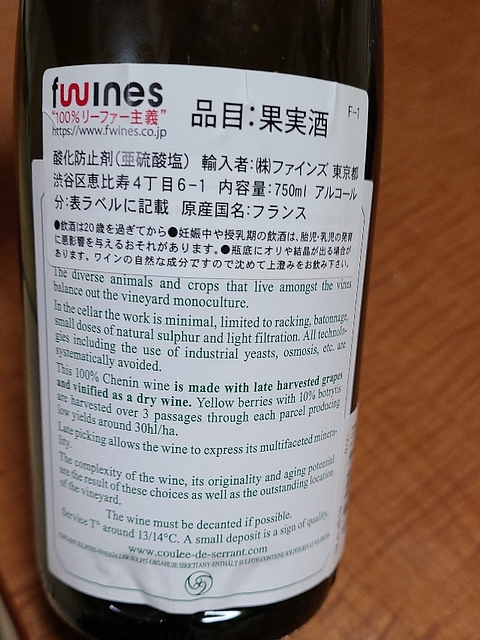 fwines
"100%リーファー主義"
https://www.fwines.co.jp
品目:果実酒
F-1
酸化防止剤(亜硫酸塩) 輸入者:(株)ファインズ 東京都
渋谷区恵比寿4丁目6-1 内容量:750ml アルコール
分:表ラベルに記載 原産国名:フランス
●飲酒は20歳を過ぎてから●妊娠中や授乳期の飲酒は、胎児・乳児の発育
に悪影響を与えるおそれがあります。●瓶底にオリや結晶が出る場合が
あります。ワインの自然な成分ですので沈めて上澄みをお飲み下さい。
The diverse animals and crops that live amongst the vines
balance out the vineyard monoculture.
In the cellar the work is minimal, limited to racking, batonnage,
small doses of natural sulphur and light filtration. All technolo-
gies including the use of industrial yeasts, osmosis, etc. are
systematically avoided.
This 100% Chenin wine is made with late harvested grapes
and vinified as a dry wine. Yellow berries with 10% botrytis
are harvested over 3 passages through each parcel producing
low yields around 30hl/ha.
Late picking allows the wine to express its multifaceted minera-
lity.
The complexity of the wine, its originality and aging potential
are the result of these choices as well as the outstanding location
of the vineyard.
The wine must be decanted if possible.
Service T° around 13/14°C. A small deposit is a sign of quality.
www.coulee-de-serrant.com